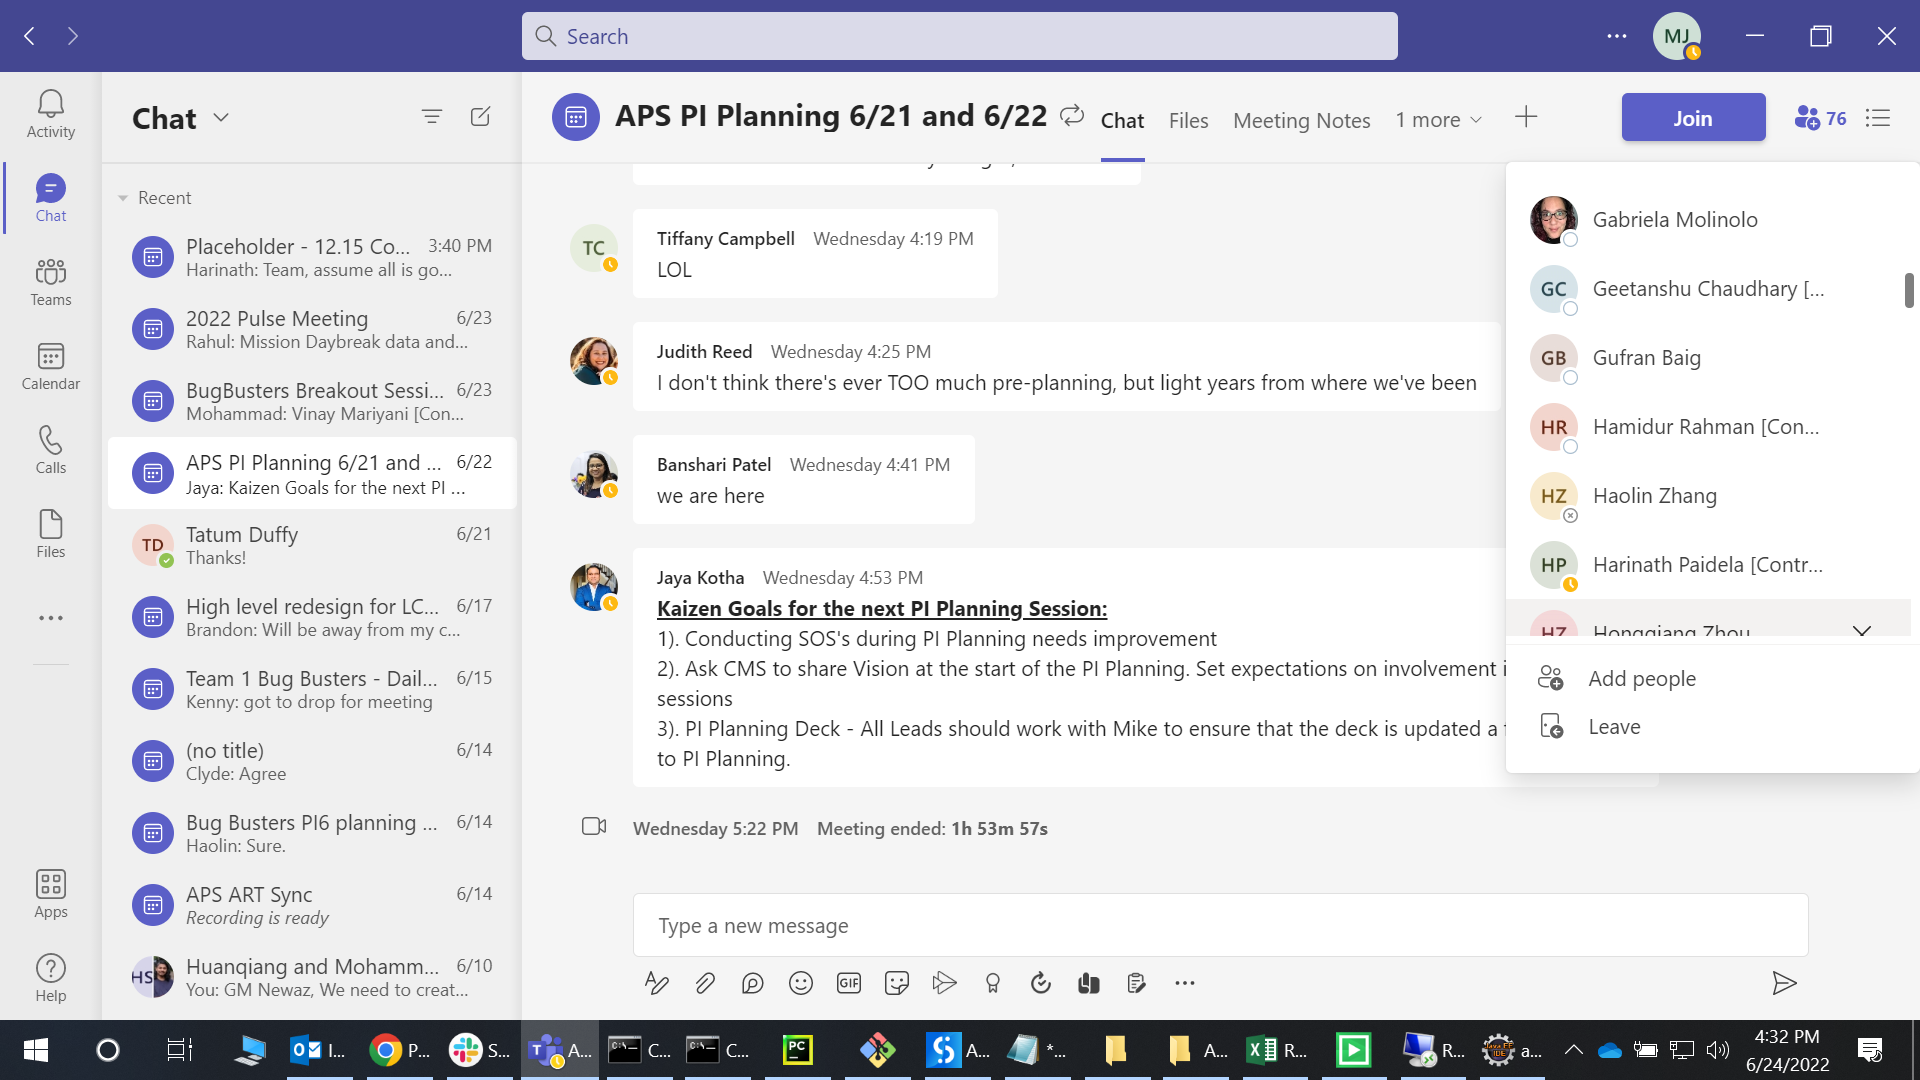 Search
MJ
Activity
Chat
Teams
Calendar
Calls
Files
Apps
Help
Chat
Recent
Placeholder - 12.15 Co... 3:40 PM
Harinath: Team, assume all is go...
2022 Pulse Meeting 6/23
Rahul: Mission Daybreak data and...
BugBusters Breakout Sessi... 6/23
Mohammad: Vinay Mariyani [Con...
APS PI Planning 6/21 and ... 6/22
Jaya: Kaizen Goals for the next PI ...
TD
Tatum Duffy 6/21
Thanks!
High level redesign for LC... 6/17
Brandon: Will be away from my c...
Team 1 Bug Busters - Dail... 6/15
Kenny: got to drop for meeting
(no title) 6/14
Clyde: Agree
Bug Busters PI6 planning ... 6/14
Haolin: Sure.
APS ART Sync 6/14
Recording is ready
HS
Huanqiang and Mohamm... 6/10
You: GM Newaz, We need to creat...
APS PI Planning 6/21 and 6/22
Chat Files Meeting Notes 1 more
Join
76
TC
Tiffany Campbell Wednesday 4:19 PM
LOL
Judith Reed Wednesday 4:25 PM
I don't think there's ever TOO much pre-planning, but light years from where we've been
Banshari Patel Wednesday 4:41 PM
we are here
Jaya Kotha Wednesday 4:53 PM
Kaizen Goals for the next PI Planning Session:
1). Conducting SOS's during PI Planning needs improvement
2). Ask CMS to share Vision at the start of the PI Planning. Set expectations on involvement i
sessions
3). PI Planning Deck - All Leads should work with Mike to ensure that the deck is updated a
to PI Planning.
Wednesday 5:22 PM Meeting ended: 1h 53m 57s
Type a new message
GIF
Gabriela Molinolo
GC Geetanshu Chaudhary [...
GB Gufran Baig
HR Hamidur Rahman [Con...
HZ Haolin Zhang
HP Harinath Paidela [Contr...
HZ Hongqiang Zhou
Add people
Leave
I... P... S... A... C... C... PC A... *... A... R... R... a...
4:32 PM
6/24/2022